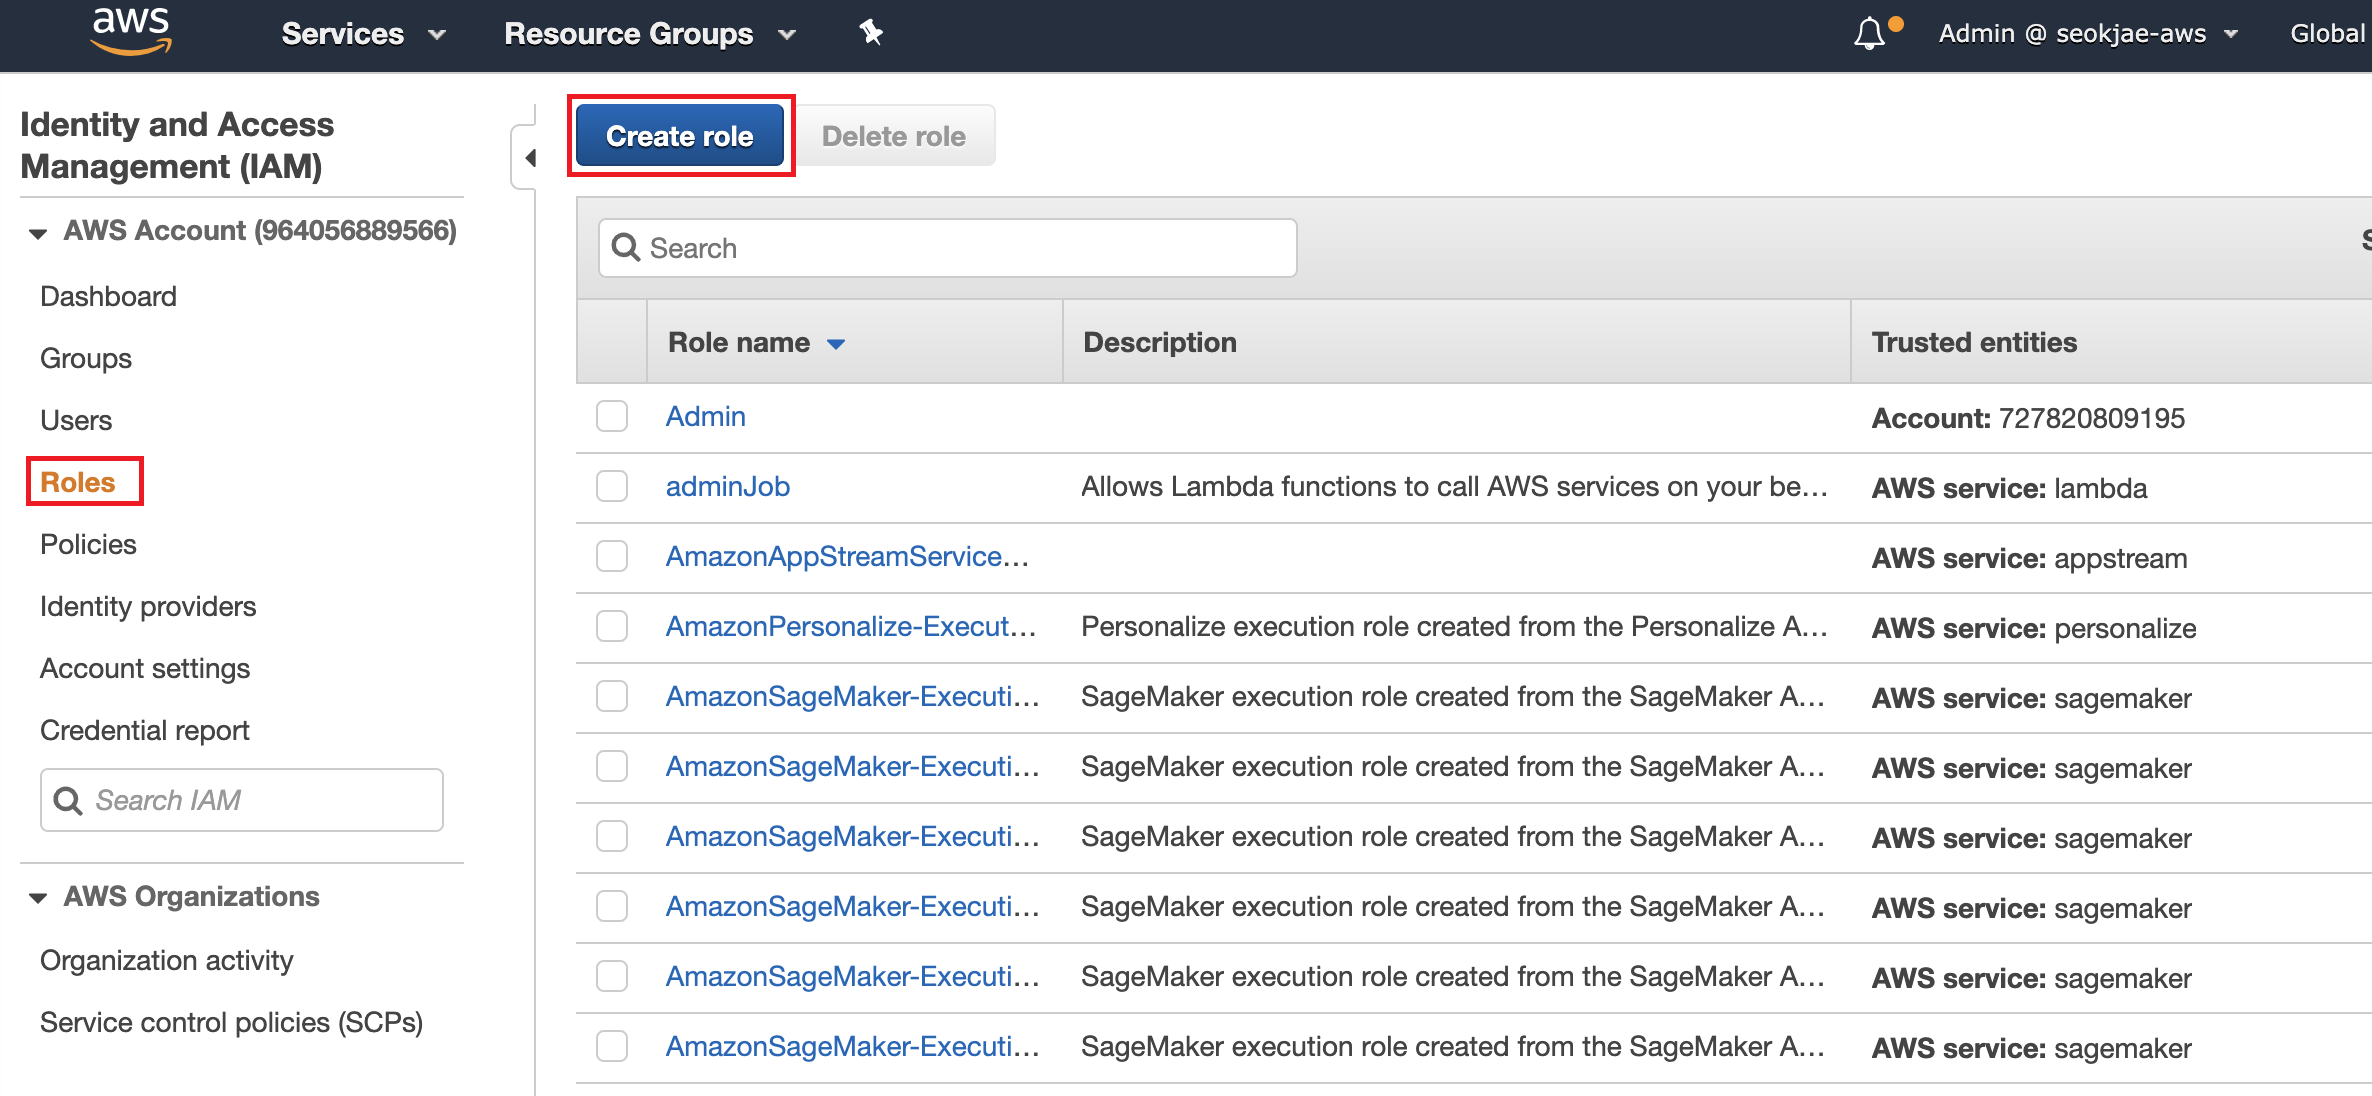 aws
Services
Resource Groups
Admin @ seokjae-aws
Global
Identity and Access
Management (IAM)
AWS Account (964056889566)
Dashboard
Groups
Users
Roles
Policies
Identity providers
Account settings
Credential report
Search IAM
AWS Organizations
Organization activity
Service control policies (SCPs)
Create role
Delete role
Search
Role name
Description
Trusted entities
Admin
Account: 727820809195
adminJob
Allows Lambda functions to call AWS services on your be...
AWS service: lambda
AmazonAppStreamService...
AWS service: appstream
AmazonPersonalize-Execut...
Personalize execution role created from the Personalize A...
AWS service: personalize
AmazonSageMaker-Executi...
SageMaker execution role created from the SageMaker A...
AWS service: sagemaker
AmazonSageMaker-Executi...
SageMaker execution role created from the SageMaker A...
AWS service: sagemaker
AmazonSageMaker-Executi...
SageMaker execution role created from the SageMaker A...
AWS service: sagemaker
AmazonSageMaker-Executi...
SageMaker execution role created from the SageMaker A...
AWS service: sagemaker
AmazonSageMaker-Executi...
SageMaker execution role created from the SageMaker A...
AWS service: sagemaker
AmazonSageMaker-Executi...
SageMaker execution role created from the SageMaker A...
AWS service: sagemaker